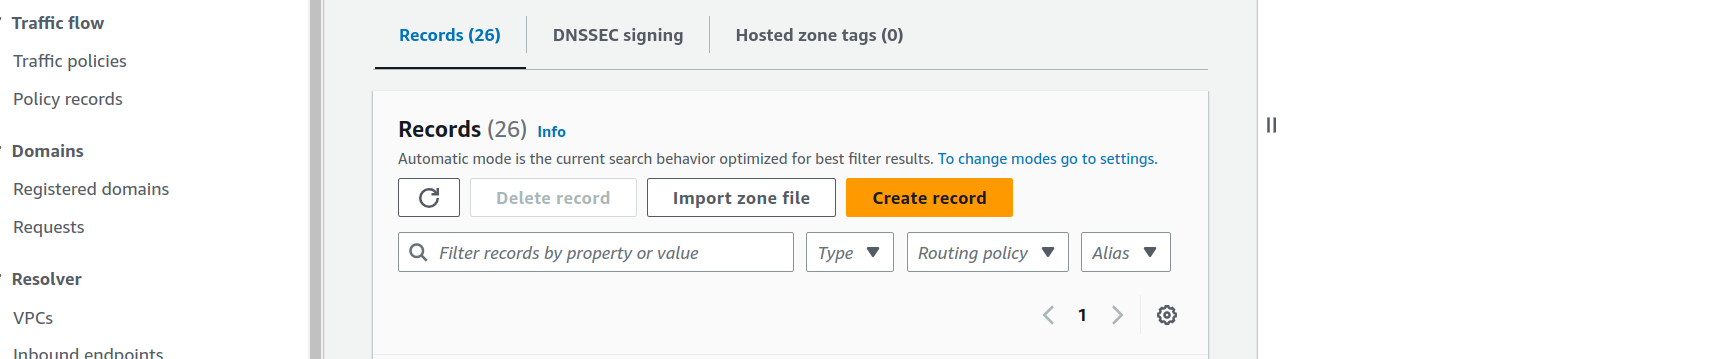 Traffic flow
Traffic policies
Policy records
Domains
Registered domains
Requests
Resolver
VPCs
Inbound endpoints
Records (26)
DNSSEC signing
Hosted zone tags (0)
Records (26) Info
Automatic mode is the current search behavior optimized for best filter results. To change modes go to settings.
Delete record
Import zone file
Create record
Filter records by property or value
Type
Routing policy
Alias
1